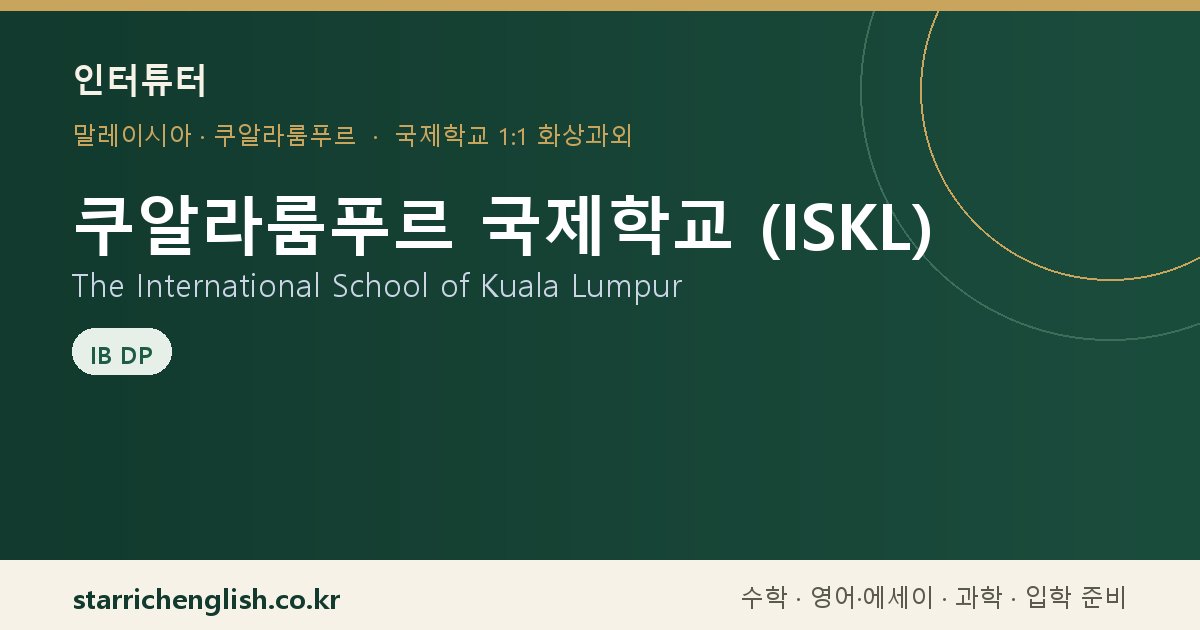 인터튜터
말레이시아 · 쿠알라룸푸르 · 국제학교 1:1 화상과외
쿠알라룸푸르 국제학교 (ISKL)
The International School of Kuala Lumpur
IB DP
starrichenglish.co.kr
수학 · 영어·에세이 · 과학 · 입학 준비